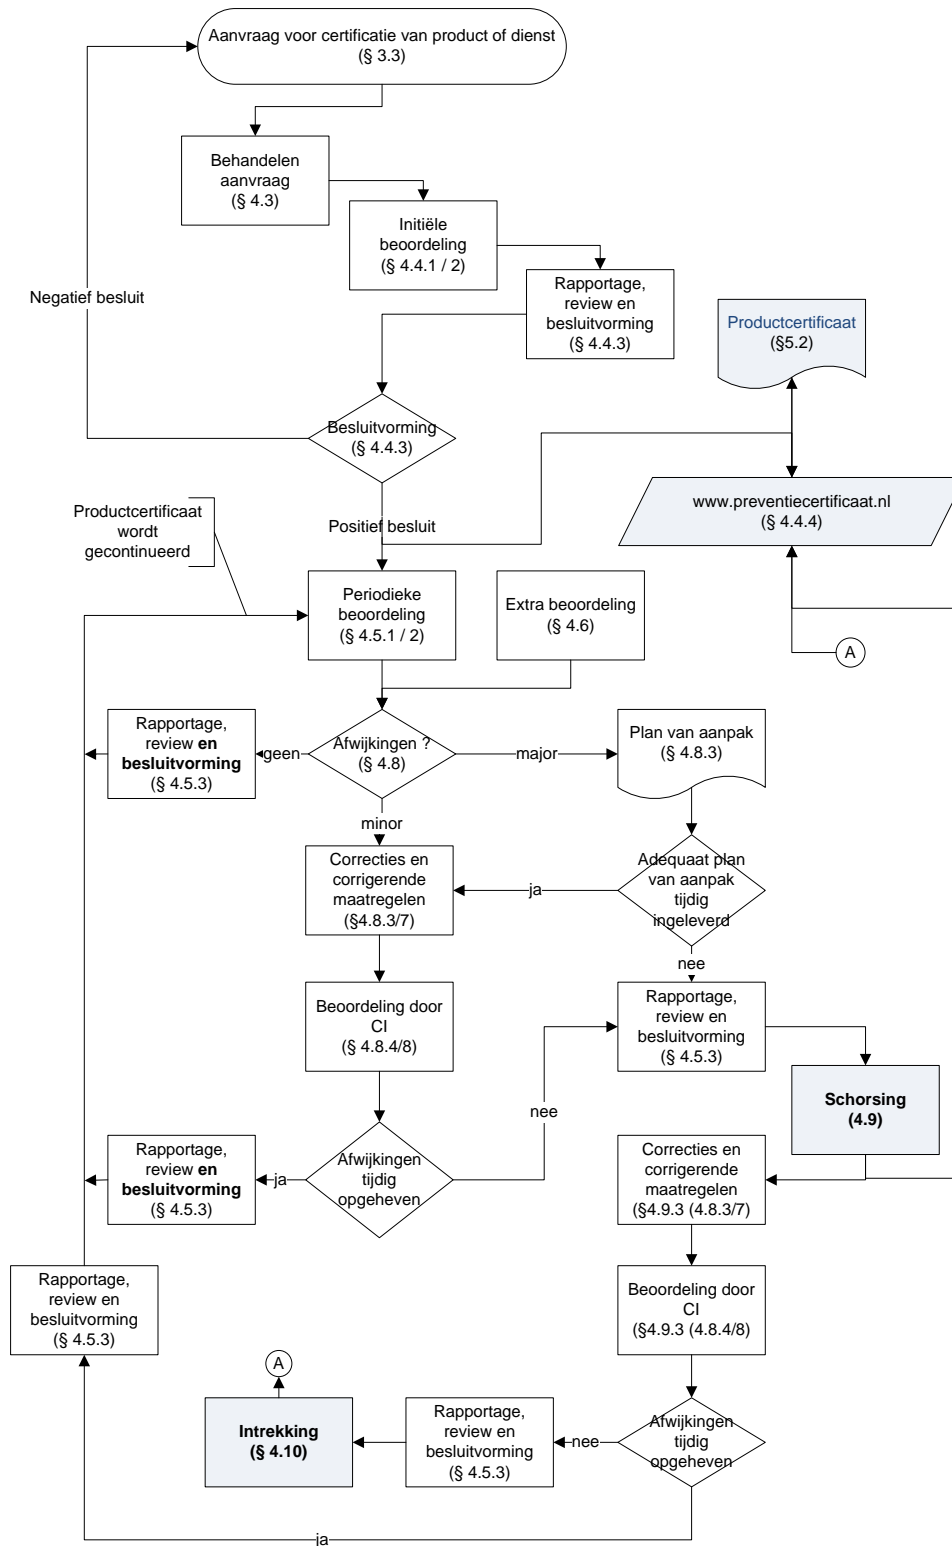 Aanvraag voor certificatie van product of dienst
(§ 3.3)
Behandelen
aanvraag
(§ 4.3)
Initiële
beoordeling
(§ 4.4.1 / 2)
Negatief besluit
Rapportage,
review en
besluitvorming
(§ 4.4.3)
Productcertificaat
(§5.2)
Besluitvorming
(§ 4.4.3)
www.preventiecertificaat.nl
(§ 4.4.4)
Productcertificaat
wordt
gecontinueerd
Positief besluit
Periodieke
beoordeling
(§ 4.5.1 / 2)
Extra beoordeling
(§ 4.6)
A
Rapportage,
review en
besluitvorming
(§ 4.5.3)
geen
Afwijkingen ?
(§ 4.8)
major
Plan van aanpak
(§ 4.8.3)
minor
Correcties en
corrigerende
maatregelen
(§4.8.3/7)
ja
Adequaat plan
van aanpak
tijdig
ingeleverd
nee
Beoordeling door
CI
(§ 4.8.4/8)
Rapportage,
review en
besluitvorming
(§ 4.5.3)
Schorsing
(4.9)
nee
Rapportage,
review en
besluitvorming
(§ 4.5.3)
ja
Afwijkingen
tijdig
opgeheven
Correcties en
corrigerende
maatregelen
(§4.9.3 (4.8.3/7)
Rapportage,
review en
besluitvorming
(§ 4.5.3)
Beoordeling door
CI
(§4.9.3 (4.8.4/8)
A
Intrekking
(§ 4.10)
Rapportage,
review en
besluitvorming
(§ 4.5.3)
nee
Afwijkingen
tijdig
opgeheven
ja